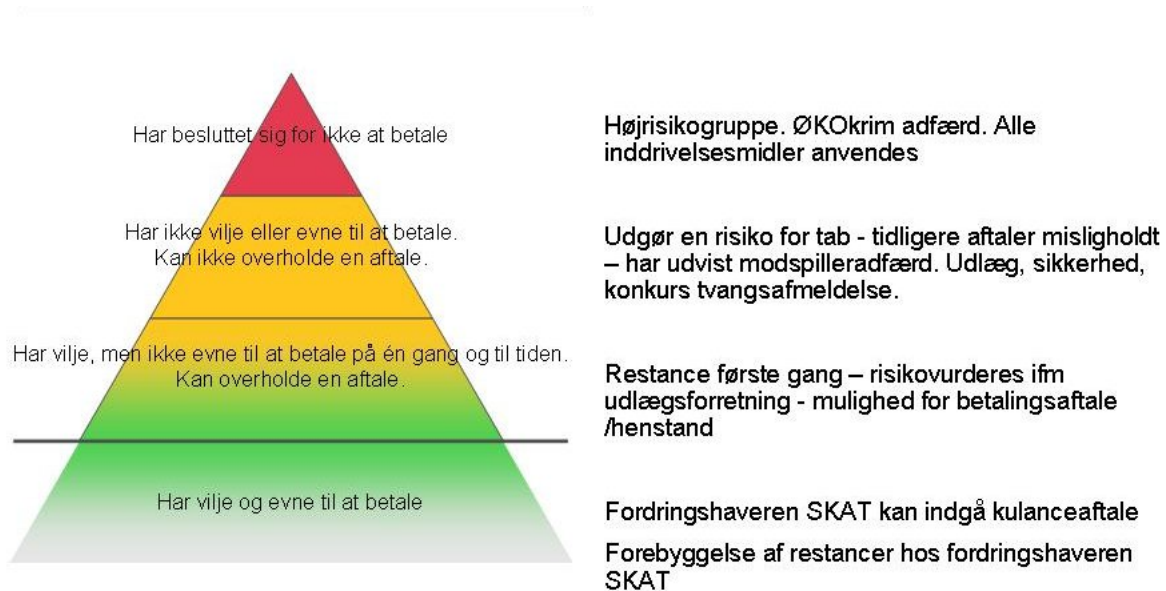 Har besluttet sig for ikke at betale
Højrisikogruppe. ØKOkrim adfærd. Alle
inddrivelsesmidler anvendes
Har ikke vilje eller evne til at betale.
Kan ikke overholde en aftale.
Udgør en risiko for tab - tidligere aftaler misligholdt
– har udvist modspilleradfærd. Udlæg, sikkerhed,
konkurs tvangsafmeldelse.
Har vilje, men ikke evne til at betale på én gang og til tiden.
Kan overholde en aftale.
Restance første gang – risikovurderes ifm
udlægsforretning - mulighed for betalingsaftale
/henstand
Har vilje og evne til at betale
Fordringshaveren SKAT kan indgå kulanceaftale
Forebyggelse af restancer hos fordringshaveren
SKAT